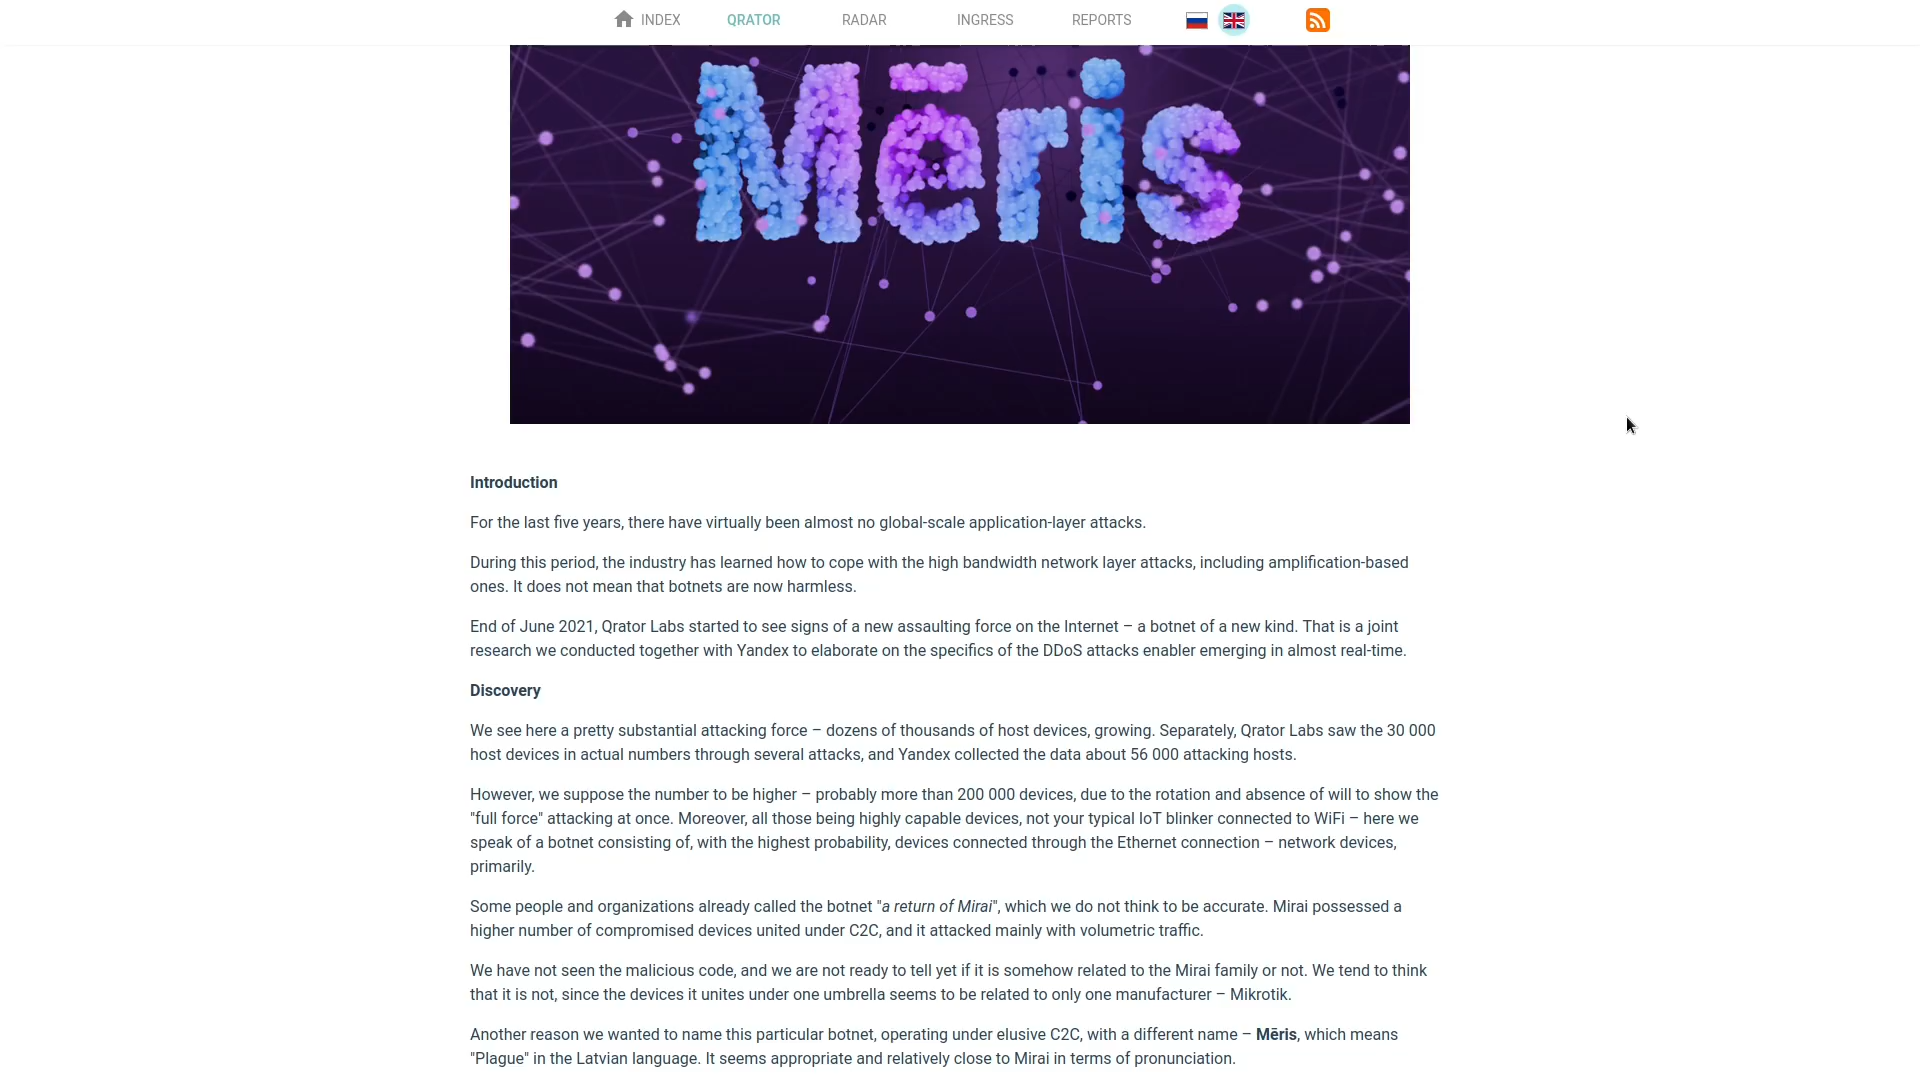 INDEX QRATOR RADAR INGRESS REPORTS
Mēris
Introduction
For the last five years, there have virtually been almost no global-scale application-layer attacks.
During this period, the industry has learned how to cope with the high bandwidth network layer attacks, including amplification-based
ones. It does not mean that botnets are now harmless.
End of June 2021, Qrator Labs started to see signs of a new assaulting force on the Internet – a botnet of a new kind. That is a joint
research we conducted together with Yandex to elaborate on the specifics of the DDoS attacks enabler emerging in almost real-time.
Discovery
We see here a pretty substantial attacking force – dozens of thousands of host devices, growing. Separately, Qrator Labs saw the 30 000
host devices in actual numbers through several attacks, and Yandex collected the data about 56 000 attacking hosts.
However, we suppose the number to be higher – probably more than 200 000 devices, due to the rotation and absence of will to show the
"full force" attacking at once. Moreover, all those being highly capable devices, not your typical IoT blinker connected to WiFi – here we
speak of a botnet consisting of, with the highest probability, devices connected through the Ethernet connection – network devices,
primarily.
Some people and organizations already called the botnet "a return of Mirai", which we do not think to be accurate. Mirai possessed a
higher number of compromised devices united under C2C, and it attacked mainly with volumetric traffic.
We have not seen the malicious code, and we are not ready to tell yet if it is somehow related to the Mirai family or not. We tend to think
that it is not, since the devices it unites under one umbrella seems to be related to only one manufacturer – Mikrotik.
Another reason we wanted to name this particular botnet, operating under elusive C2C, with a different name – Mēris, which means
"Plague" in the Latvian language. It seems appropriate and relatively close to Mirai in terms of pronunciation.